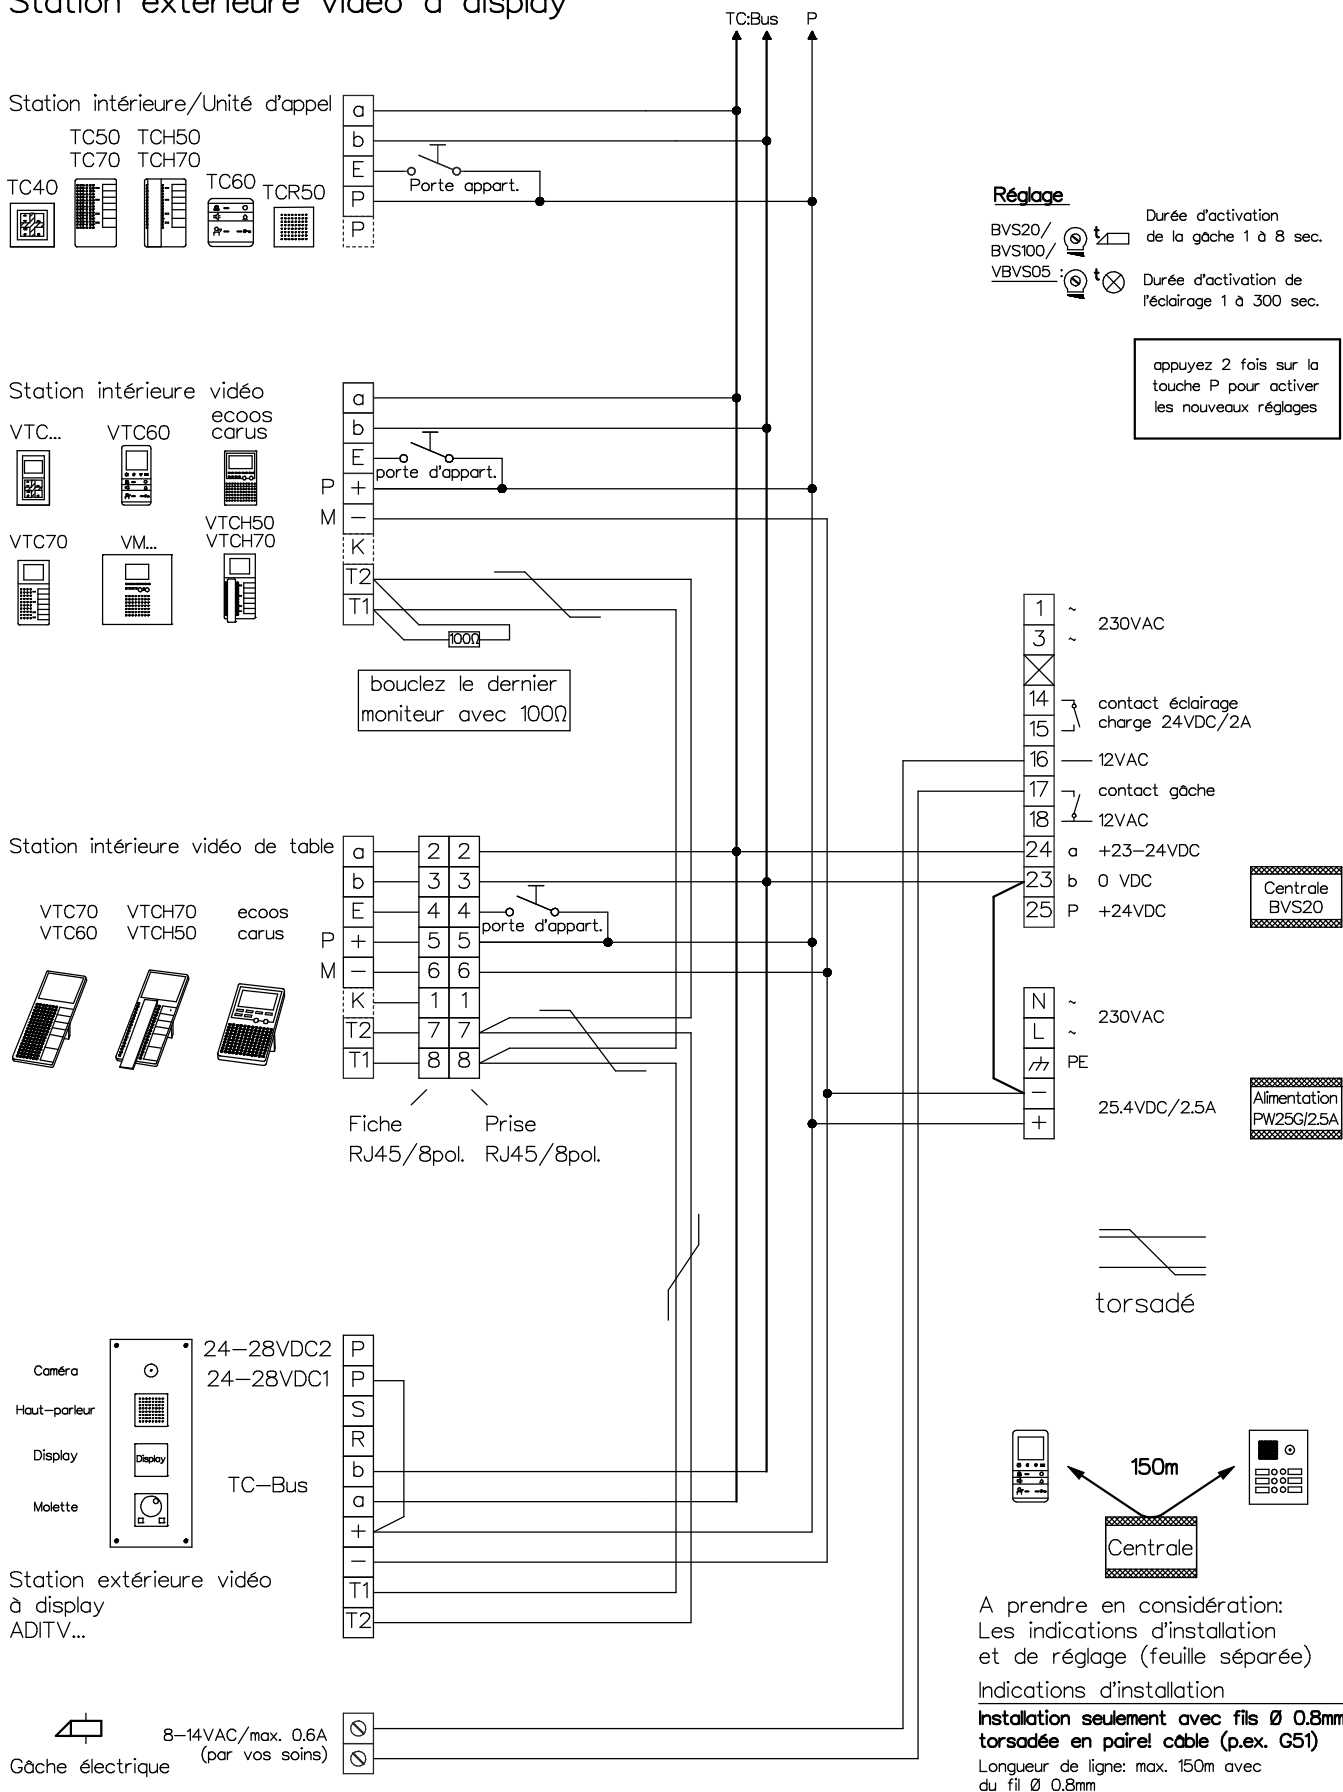 Station extérieure vidéo à display
TC:Bus P
Station intérieure/Unité d'appel
TC50 TCH50
TC70 TCH70
TC40
TC60
TCR50
a
b
E
P
P
Porte appart.
Réglage
BVS20/
BVS100/
VBVS05 :
t
Durée d'activation
de la gâche 1 à 8 sec.
t
Durée d'activation de
l'éclairage 1 à 300 sec.
appuyez 2 fois sur la
touche P pour activer
les nouveaux réglages
Station intérieure vidéo
ecoos
carus
VTC...
VTC60
VTCH50
VTCH70
VTC70
VM...
a
b
E
P +
M −
K
T2
T1
porte d'appart.
100Ω
bouclez le dernier
moniteur avec 100Ω
1 ~
3 ~
230VAC
14
15
contact éclairage
charge 24VDC/2A
16 12VAC
17 contact gâche
18 12VAC
24 a +23−24VDC
23 b 0 VDC
25 P +24VDC
Centrale
BVS20
Station intérieure vidéo de table
VTC70 VTCH70 ecoos
VTC60 VTCH50 carus
a 2 2
b 3 3
E 4 4
P + 5 5
M − 6 6
K 1 1
T2 7 7
T1 8 8
porte d'appart.
Fiche
RJ45/8pol.
Prise
RJ45/8pol.
N ~
L ~
230VAC
PE
−
+
25.4VDC/2.5A
Alimentation
PW25G/2.5A
torsadé
Caméra
Haut−parleur
Display
Display
Molette
24−28VDC2 P
24−28VDC1 P
S
R
b
a
TC−Bus
+
−
T1
T2
Station extérieure vidéo
à display
ADITV...
150m
Centrale
A prendre en considération:
Les indications d'installation
et de réglage (feuille séparée)
Indications d'installation
Installation seulement avec fils Ø 0.8mm
torsadée en paire! câble (p.ex. G51)
Longueur de ligne: max. 150m avec
du fil Ø 0.8mm
Gâche électrique
8−14VAC/max. 0.6A
(par vos soins)